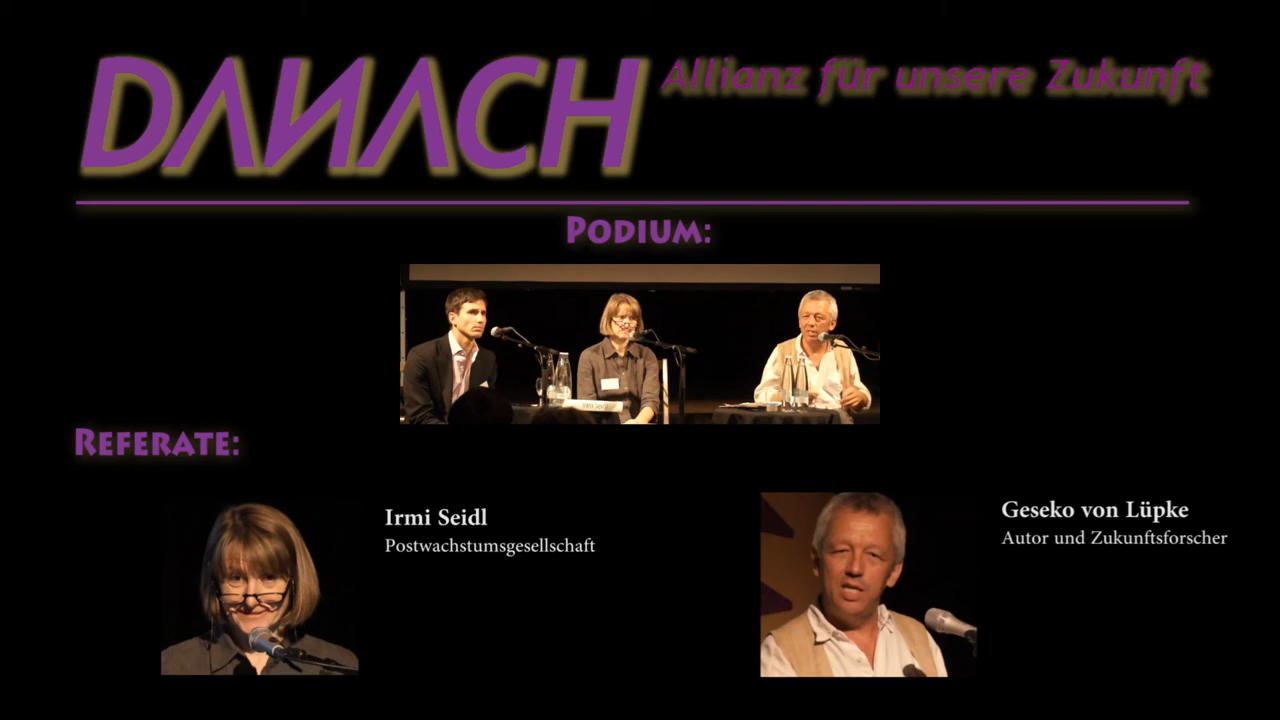 DANACH
Allianz für unsere Zukunft
Podium:
Referate:
Irmi Seidl
Postwachstumsgesellschaft
Geseko von Lüpke
Autor und Zukunftsforscher